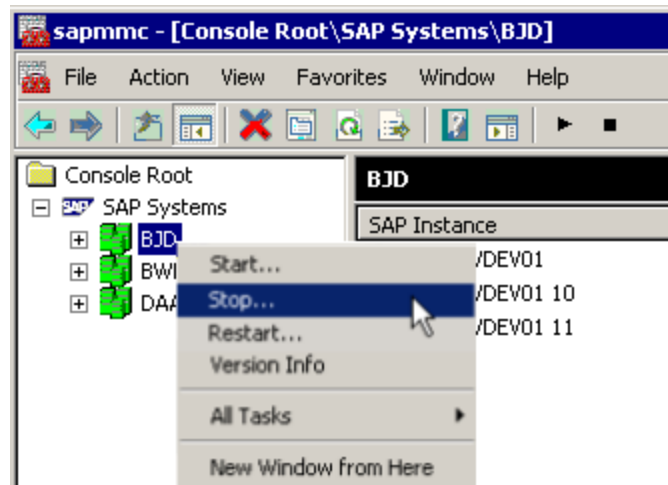 sapmmc - [Console Root\SAP Systems\BJD]
File Action View Favorites Window Help
Console Root
SAP Systems
BJD
DAA
BJD
SAP Instance
VDEV01
VDEV01 10
VDEV01 11
Start...
Stop...
Restart...
Version Info
All Tasks
New Window from Here